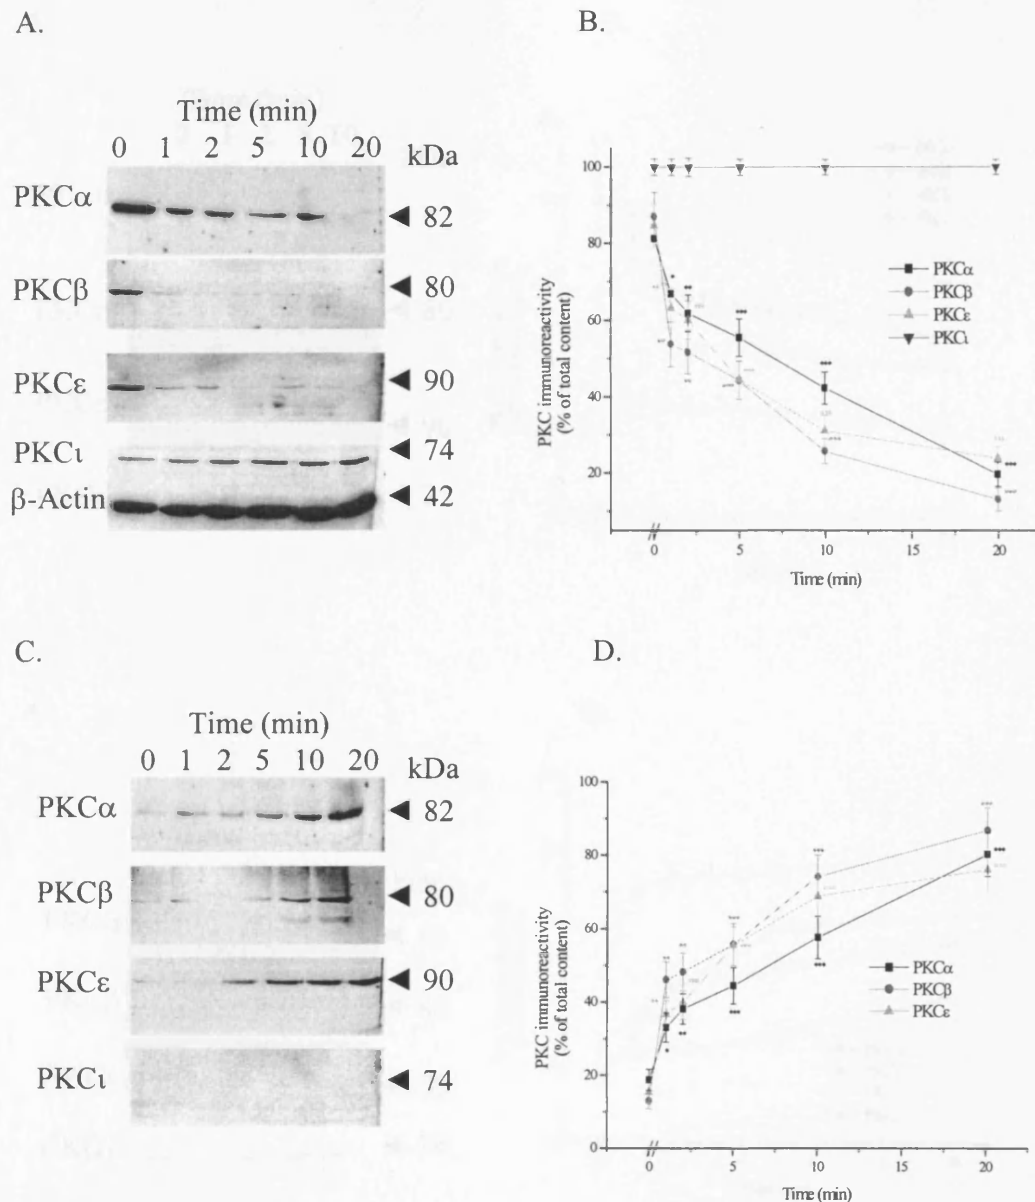 A.
Time (min)
0 1 2 5 10 20
kDa
PKCα
82
PKCβ
80
PKCε
90
PKCι
74
β-Actin
42
B.
PKC immunoreactivity
(% of total content)
100
80
60
40
20
PKCα
PKCβ
PKCε
PKCι
0 5 10 15 20
Time (min)
C.
Time (min)
0 1 2 5 10 20
kDa
PKCα
82
PKCβ
80
PKCε
90
PKCι
74
D.
PKC immunoreactivity
(% of total content)
100
80
60
40
20
0
PKCα
PKCβ
PKCε
0 5 10 15 20
Time (min)